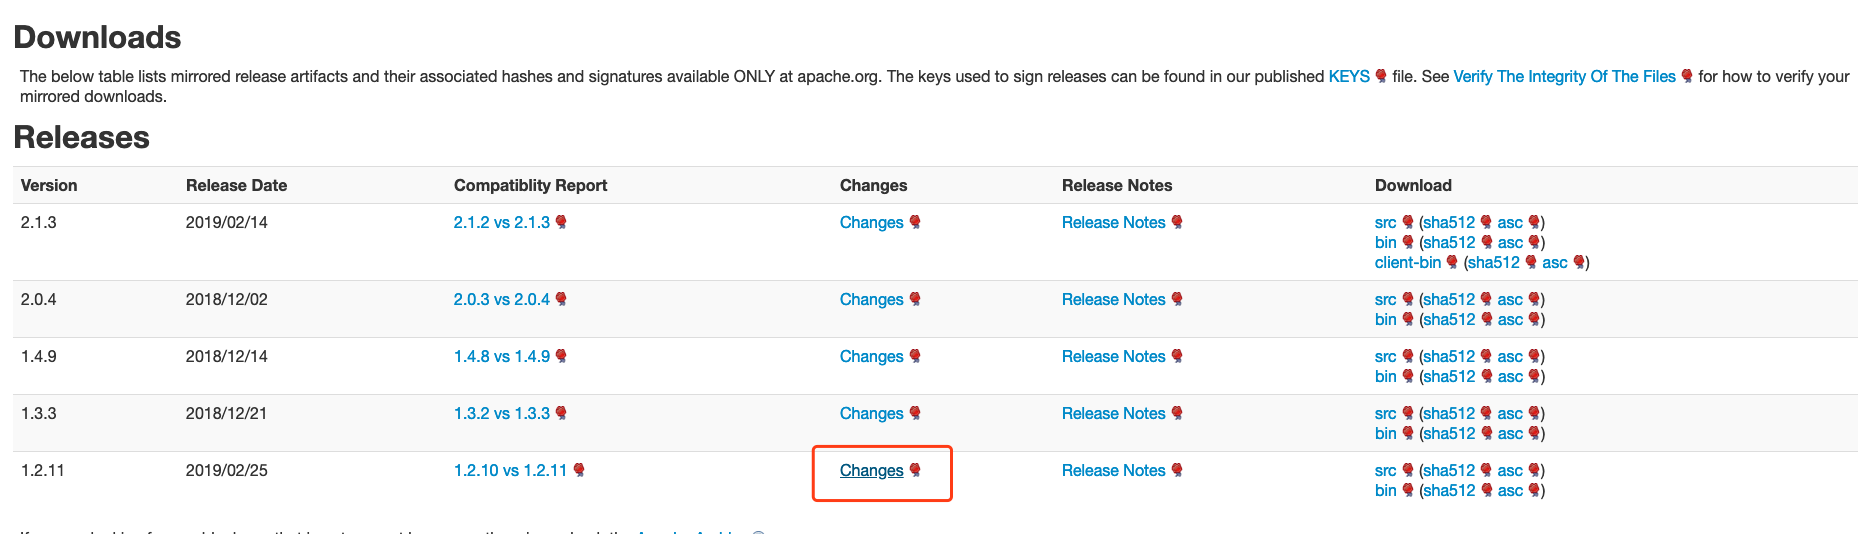 Downloads
The below table lists mirrored release artifacts and their associated hashes and signatures available ONLY at apache.org. The keys used to sign releases can be found in our published KEYS file. See Verify The Integrity Of The Files for how to verify your
mirrored downloads.
Releases
Version Release Date Compatiblity Report Changes Release Notes Download
2.1.3 2019/02/14 2.1.2 vs 2.1.3 Changes Release Notes src (sha512 asc)
bin (sha512 asc)
client-bin (sha512 asc)
2.0.4 2018/12/02 2.0.3 vs 2.0.4 Changes Release Notes src (sha512 asc)
bin (sha512 asc)
1.4.9 2018/12/14 1.4.8 vs 1.4.9 Changes Release Notes src (sha512 asc)
bin (sha512 asc)
1.3.3 2018/12/21 1.3.2 vs 1.3.3 Changes Release Notes src (sha512 asc)
bin (sha512 asc)
1.2.11 2019/02/25 1.2.10 vs 1.2.11 Changes Release Notes src (sha512 asc)
bin (sha512 asc)